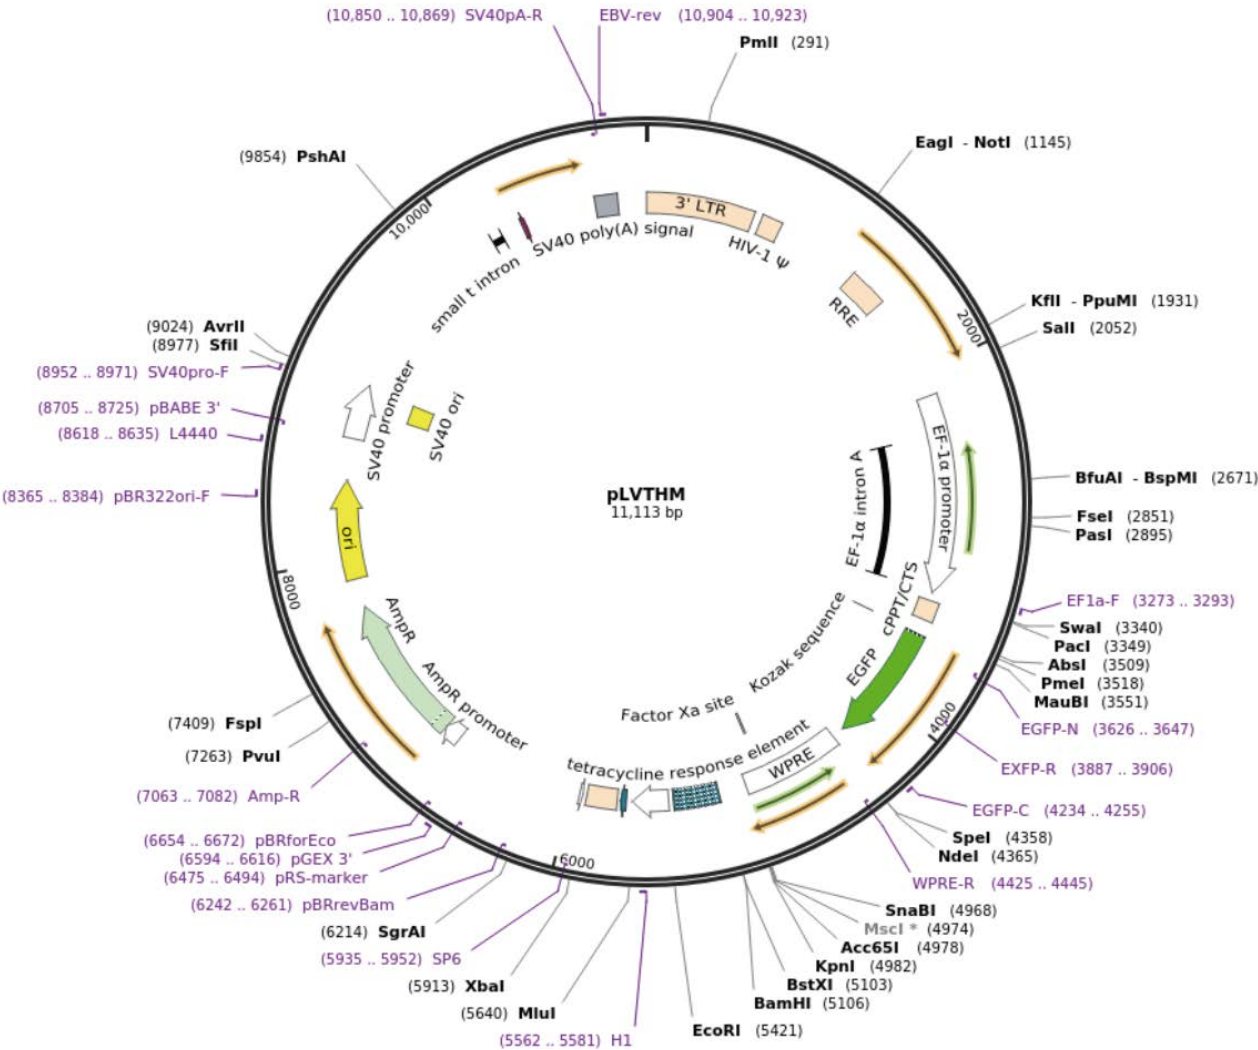 (10,850 .. 10,869) SV40pA-R
EBV-rev (10,904 .. 10,923)
PmlI (291)
EagI - NotI (1145)
KflI - PpuMI (1931)
SalI (2052)
BfuAI - BspMI (2671)
FseI (2851)
PasI (2895)
EF1a-F (3273 .. 3293)
SwaI (3340)
PacI (3349)
AbsI (3509)
PmeI (3518)
MauBI (3551)
EGFP-N (3626 .. 3647)
EXFP-R (3887 .. 3906)
EGFP-C (4234 .. 4255)
SpeI (4358)
NdeI (4365)
WPRE-R (4425 .. 4445)
SnaBI (4968)
MscI * (4974)
Acc65I (4978)
KpnI (4982)
BstXI (5103)
BamHI (5106)
EcoRI (5421)
(5562 .. 5581) H1
(5640) MluI
(5913) XbaI
(5935 .. 5952) SP6
(6214) SgrAI
(6242 .. 6261) pBRrevBam
(6475 .. 6494) pRS-marker
(6594 .. 6616) pGEX 3'
(6654 .. 6672) pBRforEco
(7063 .. 7082) Amp-R
(7263) PvuI
(7409) FspI
(8365 .. 8384) pBR322ori-F
(8618 .. 8635) L4440
(8705 .. 8725) pBABE 3'
(8952 .. 8971) SV40pro-F
(8977) SfiI
(9024) AvrII
(9854) PshAI
2000
4000
6000
8000
10,000
3' LTR
HIV-1 Ψ
RRE
EF-1α promoter
EF-1α intron A
cPPT/CTS
Kozak sequence
EGFP
WPRE
Factor Xa site
tetracycline response element
AmpR promoter
AmpR
ori
SV40 promoter
SV40 ori
small t intron
SV40 poly(A) signal
pLVTHM
11,113 bp